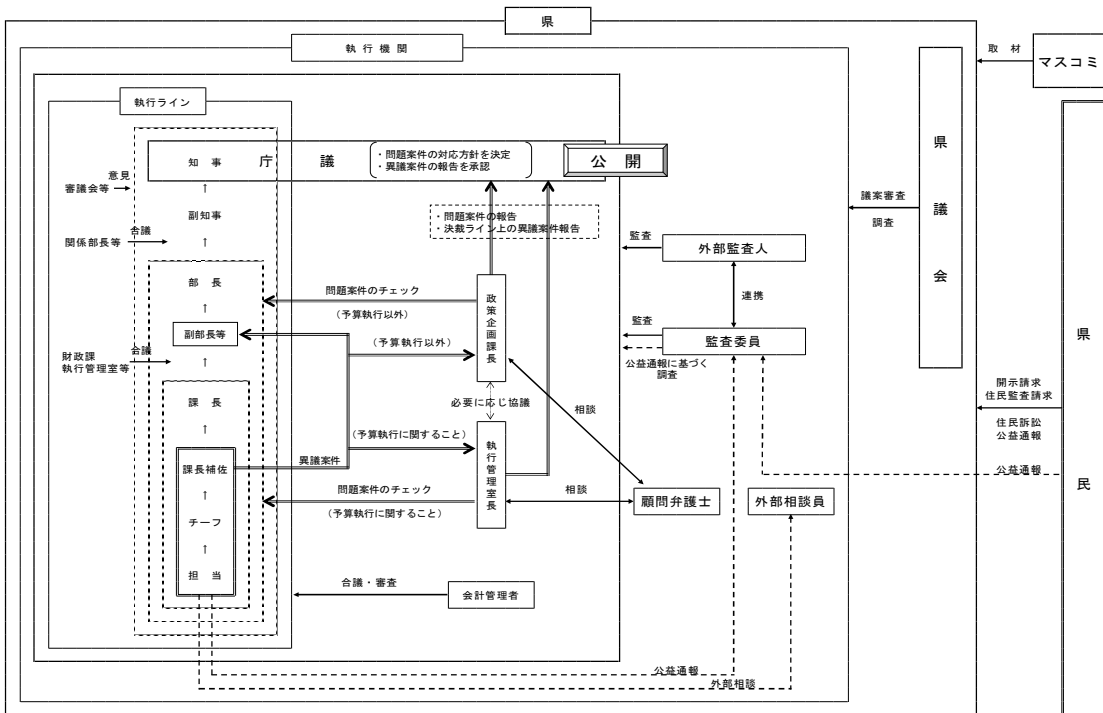 県
執行機関
取材
マスコミ
執行ライン
県議会
知事
庁議
・問題案件の対応方針を決定
・異議案件の報告を承認
公開
意見
審議会等
議案審査
調査
副知事
・問題案件の報告
・決裁ライン上の異議案件報告
合議
関係部長等
監査
外部監査人
部長
問題案件のチェック
(予算執行以外)
政策企画課長
連携
副部長等
(予算執行以外)
監査
監査委員
公益通報に基づく
調査
県民
財政課
執行管理室等
合議
課長
必要に応じ協議
相談
開示請求
住民監査請求
住民訴訟
公益通報
(予算執行に関すること)
執行管理室長
課長補佐
異議案件
公益通報
問題案件のチェック
(予算執行に関すること)
相談
顧問弁護士
外部相談員
チーフ
担当
合議・審査
会計管理者
公益通報
外部相談